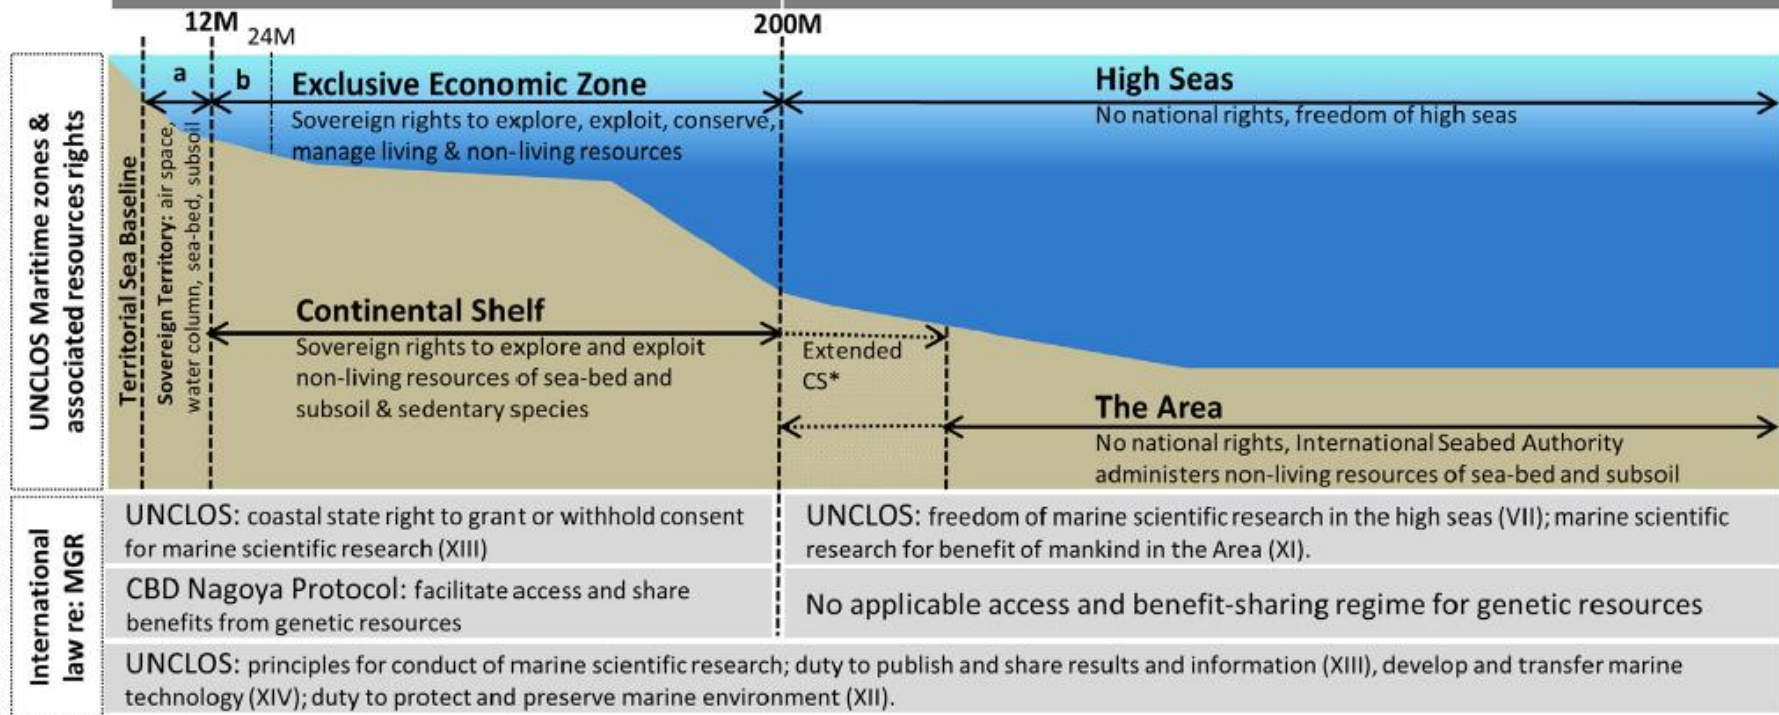 12M
24M
200M
UNCLOS Maritime zones &
associated resources rights
a
b
Exclusive Economic Zone
Sovereign rights to explore, exploit, conserve,
manage living & non-living resources
High Seas
No national rights, freedom of high seas
Territorial Sea Baseline
Sovereign Territory: air space,
water column, sea-bed, subsoil
Continental Shelf
Sovereign rights to explore and exploit
non-living resources of sea-bed and
subsoil & sedentary species
Extended
CS*
The Area
No national rights, International Seabed Authority
administers non-living resources of sea-bed and subsoil
International
law re: MGR
UNCLOS: coastal state right to grant or withhold consent
for marine scientific research (XIII)
UNCLOS: freedom of marine scientific research in the high seas (VII); marine scientific
research for benefit of mankind in the Area (XI).
CBD Nagoya Protocol: facilitate access and share
benefits from genetic resources
No applicable access and benefit-sharing regime for genetic resources
UNCLOS: principles for conduct of marine scientific research; duty to publish and share results and information (XIII), develop and transfer marine
technology (XIV); duty to protect and preserve marine environment (XII).